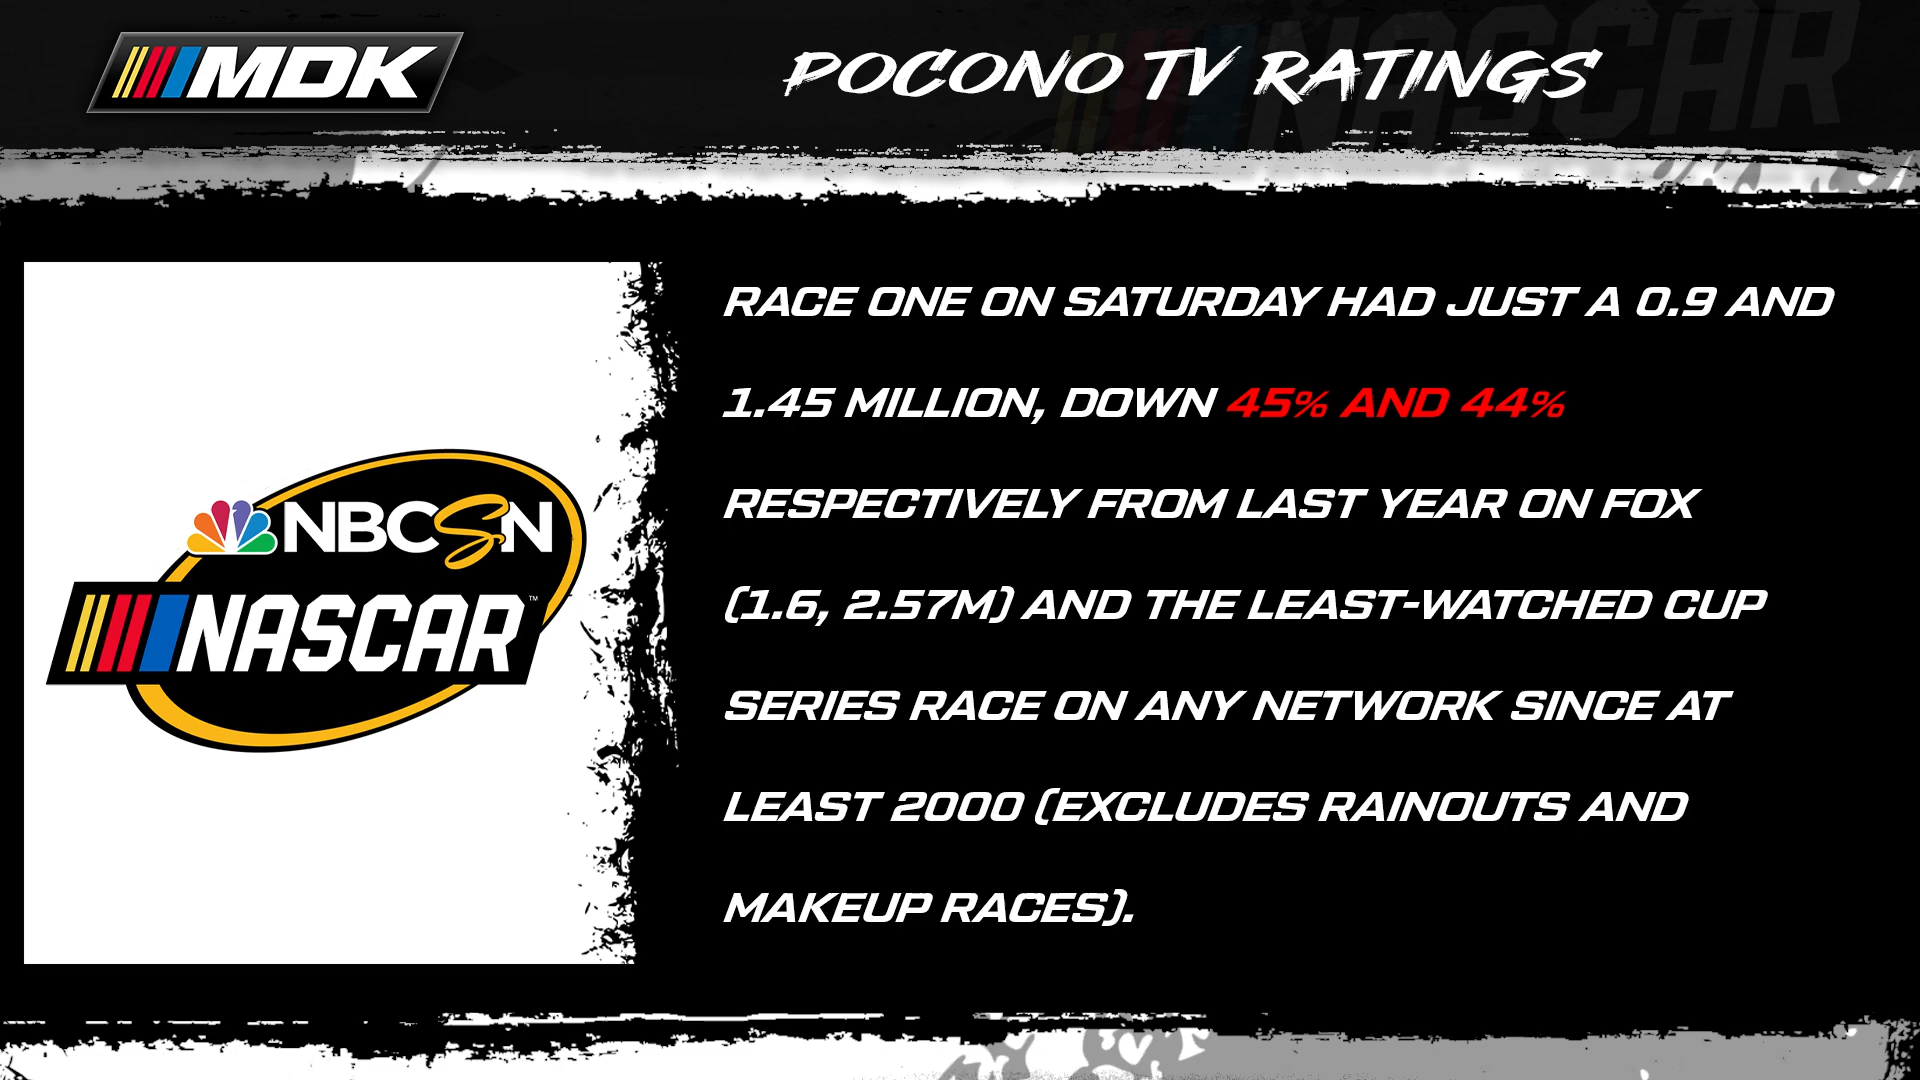 MDK
POCONO TV RATINGS
NASCAR
RACE ONE ON SATURDAY HAD JUST A 0.9 AND
1.45 MILLION, DOWN 45% AND 44%
RESPECTIVELY FROM LAST YEAR ON FOX
(1.6, 2.57M) AND THE LEAST-WATCHED CUP
SERIES RACE ON ANY NETWORK SINCE AT
LEAST 2000 (EXCLUDES RAINOUTS AND
MAKEUP RACES).
NBCSN
NASCAR™